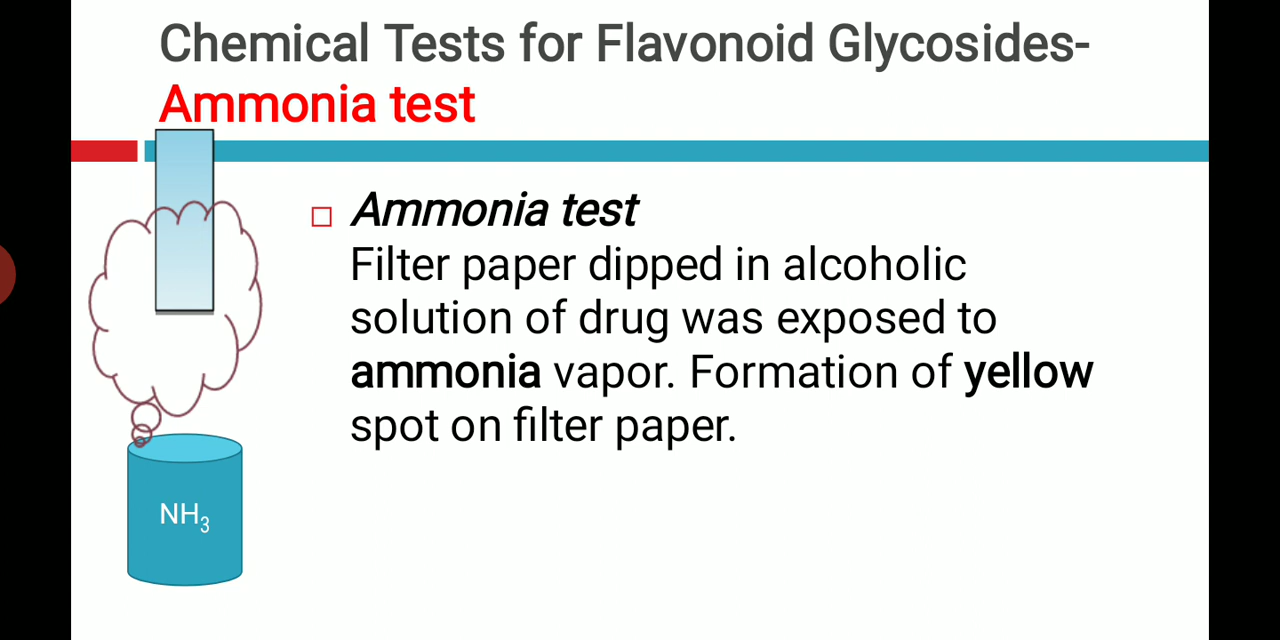 Chemical Tests for Flavonoid Glycosides-
Ammonia test
Ammonia test
Filter paper dipped in alcoholic
solution of drug was exposed to
ammonia vapor. Formation of yellow
spot on filter paper.
NH₃